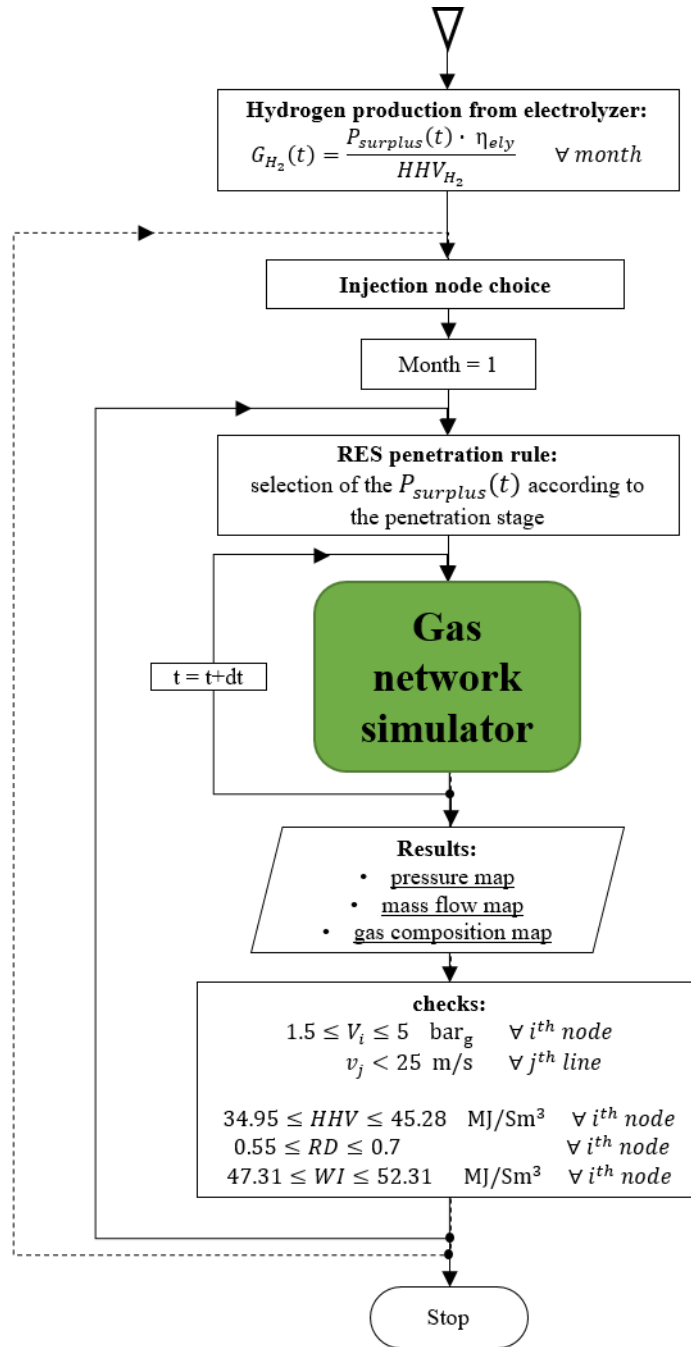 Hydrogen production from electrolyzer:
G_{H_2}(t) = \frac{P_{surplus}(t) · η_{ely}}{HHV_{H_2}} ∀ month
Injection node choice
Month = 1
RES penetration rule:
selection of the P_{surplus}(t) according to
the penetration stage
t = t+dt
Gas
network
simulator
Results:
• pressure map
• mass flow map
• gas composition map
checks:
1.5 ≤ V_i ≤ 5 bar_g ∀ i^{th} node
v_j < 25 m/s ∀ j^{th} line
34.95 ≤ HHV ≤ 45.28 MJ/Sm³ ∀ i^{th} node
0.55 ≤ RD ≤ 0.7 ∀ i^{th} node
47.31 ≤ WI ≤ 52.31 MJ/Sm³ ∀ i^{th} node
Stop